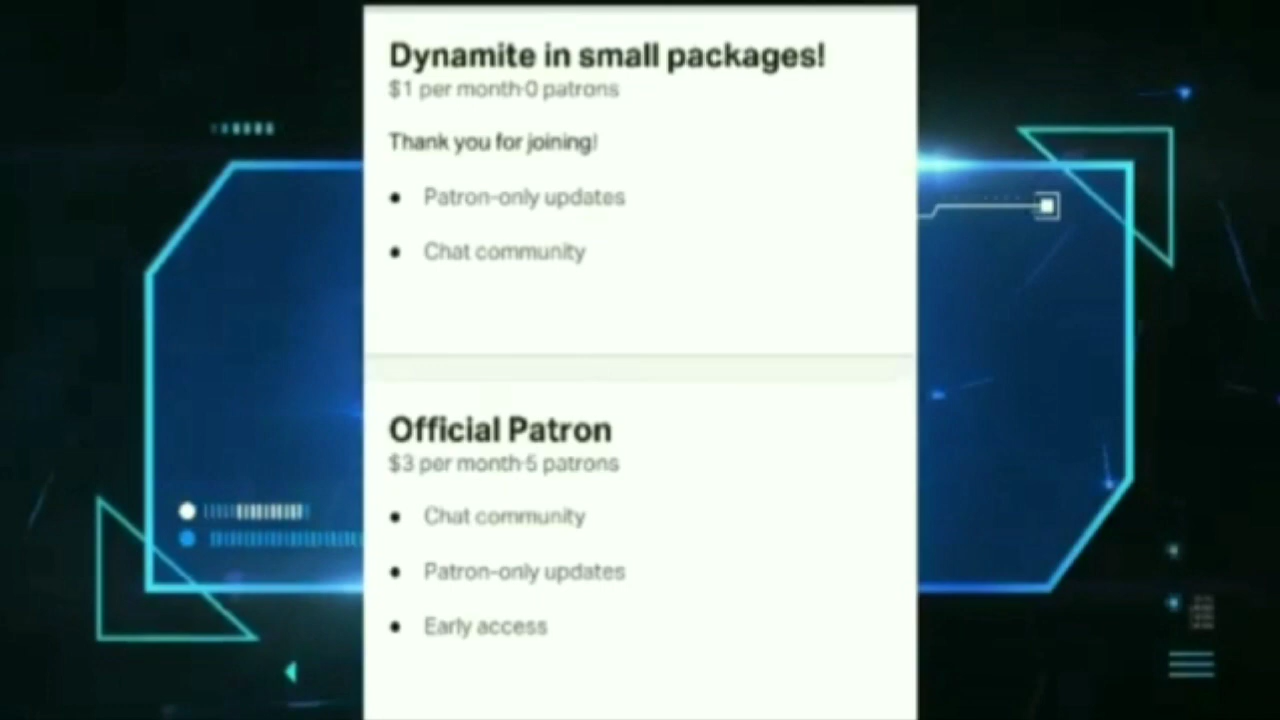 Dynamite in small packages!
$1 per month·0 patrons
Thank you for joining!
● Patron-only updates
● Chat community
Official Patron
$3 per month·5 patrons
● Chat community
● Patron-only updates
● Early access